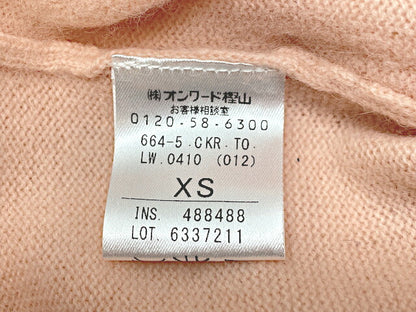 ㈱オンワード樫山
お客様相談室
0120-58-6300
664-5.CKR.TO.
LW.0410 (012)
XS
INS. 488488
LOT. 6337211